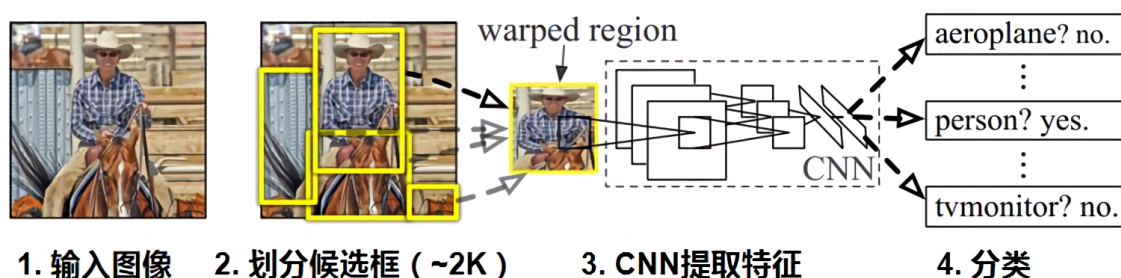 warped region
aeroplane? no.
⋮
person? yes.
CNN
⋮
tvmonitor? no.
1. 输入图像
2. 划分候选框（~2K）
3. CNN提取特征
4. 分类